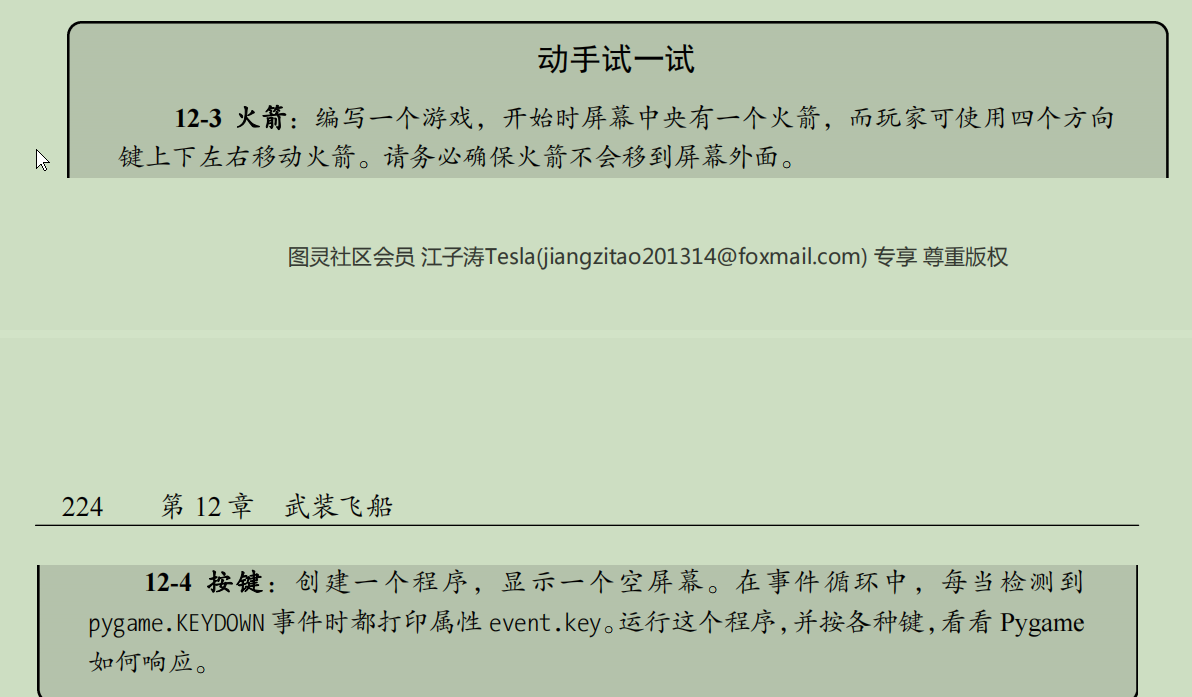 动手试一试
12-3 火箭：编写一个游戏，开始时屏幕中央有一个火箭，而玩家可使用四个方向
键上下左右移动火箭。请务必确保火箭不会移到屏幕外面。
图灵社区会员 江子涛Tesla(jiangzitao201314@foxmail.com) 专享 尊重版权
224 第 12 章 武装飞船
12-4 按键：创建一个程序，显示一个空屏幕。在事件循环中，每当检测到
pygame.KEYDOWN 事件时都打印属性 event.key。运行这个程序，并按各种键，看看 Pygame
如何响应。